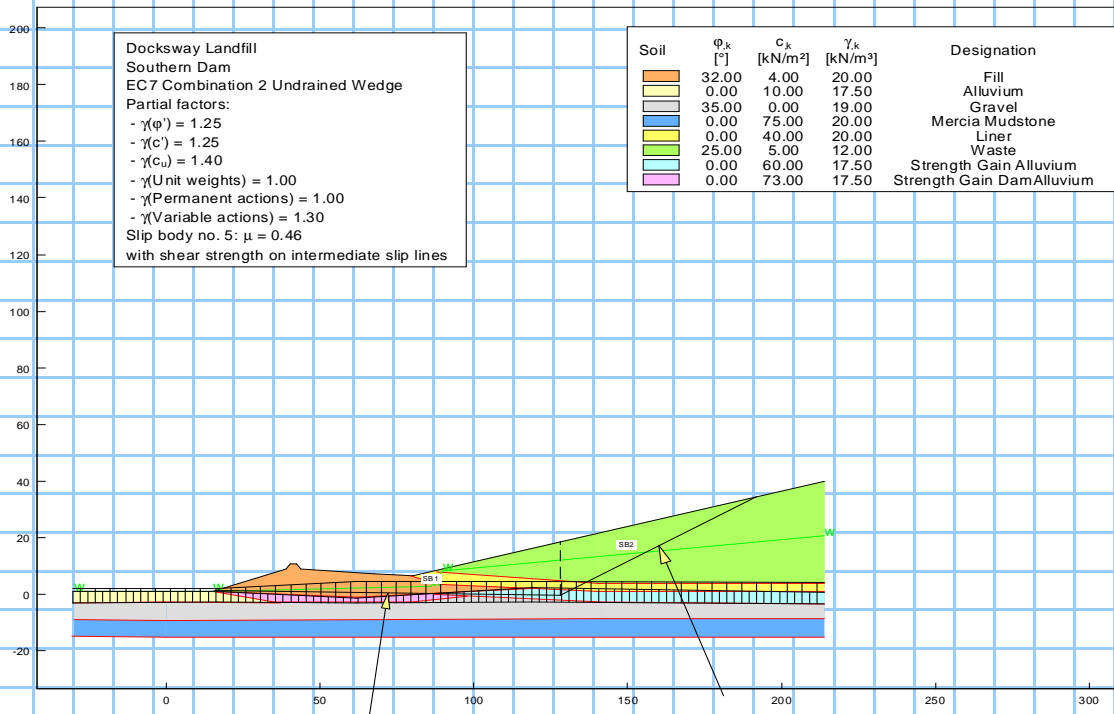 Docksway Landfill
Southern Dam
EC7 Combination 2 Undrained Wedge
Partial factors:
- γ(φ') = 1.25
- γ(c') = 1.25
- γ(cu) = 1.40
- γ(Unit weights) = 1.00
- γ(Permanent actions) = 1.00
- γ(Variable actions) = 1.30
Slip body no. 5: μ = 0.46
with shear strength on intermediate slip lines
Soil φ,k [°] c,k [kN/m²] γ,k [kN/m³] Designation
32.00 4.00 20.00 Fill
0.00 10.00 17.50 Alluvium
35.00 0.00 19.00 Gravel
0.00 75.00 20.00 Mercia Mudstone
0.00 40.00 20.00 Liner
25.00 5.00 12.00 Waste
0.00 60.00 17.50 Strength Gain Alluvium
0.00 73.00 17.50 Strength Gain DamAlluvium
200
180
160
140
120
100
80
60
40
20
0
-20
W
W
W
W
SB1
SB2
0 50 100 150 200 250 300